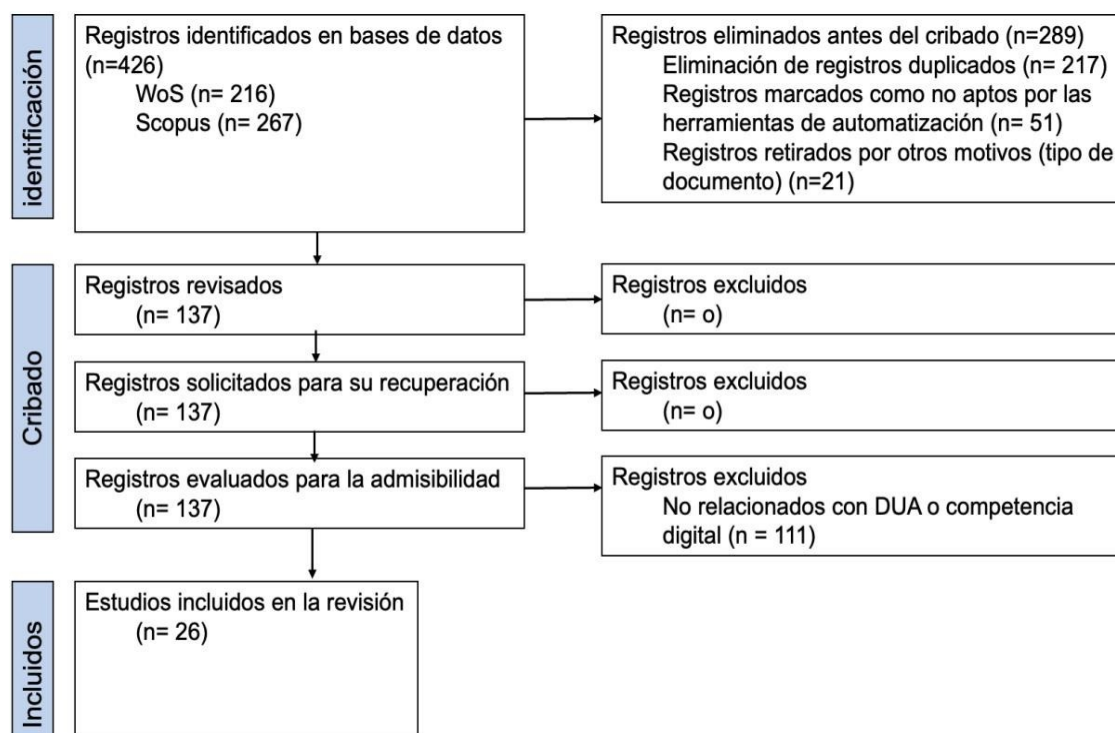 identificación
Registros identificados en bases de datos
(n=426)
WoS (n= 216)
Scopus (n= 267)
Registros eliminados antes del cribado (n=289)
Eliminación de registros duplicados (n= 217)
Registros marcados como no aptos por las
herramientas de automatización (n= 51)
Registros retirados por otros motivos (tipo de
documento) (n=21)
Cribado
Registros revisados
(n= 137)
Registros excluidos
(n= o)
Registros solicitados para su recuperación
(n= 137)
Registros excluidos
(n= o)
Registros evaluados para la admisibilidad
(n= 137)
Registros excluidos
No relacionados con DUA o competencia
digital (n = 111)
Incluidos
Estudios incluidos en la revisión
(n= 26)